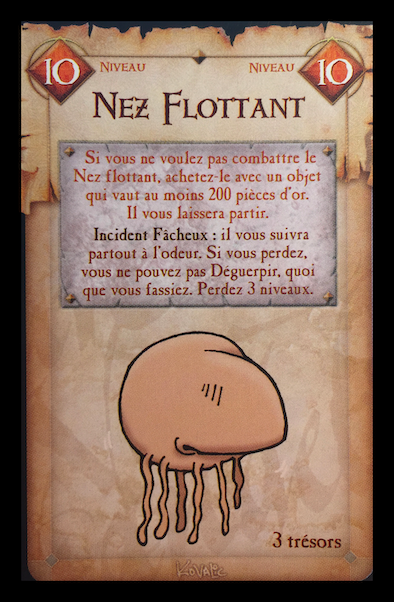 10 Niveau Niveau 10
Nez Flottant
Si vous ne voulez pas combattre le
Nez flottant, achetez-le avec un objet
qui vaut au moins 200 pièces d'or.
Il vous laissera partir.
Incident Fâcheux : il vous suivra
partout à l'odeur. Si vous perdez,
vous ne pouvez pas Déguerpir, quoi
que vous fassiez. Perdez 3 niveaux.
3 trésors
Kovalic